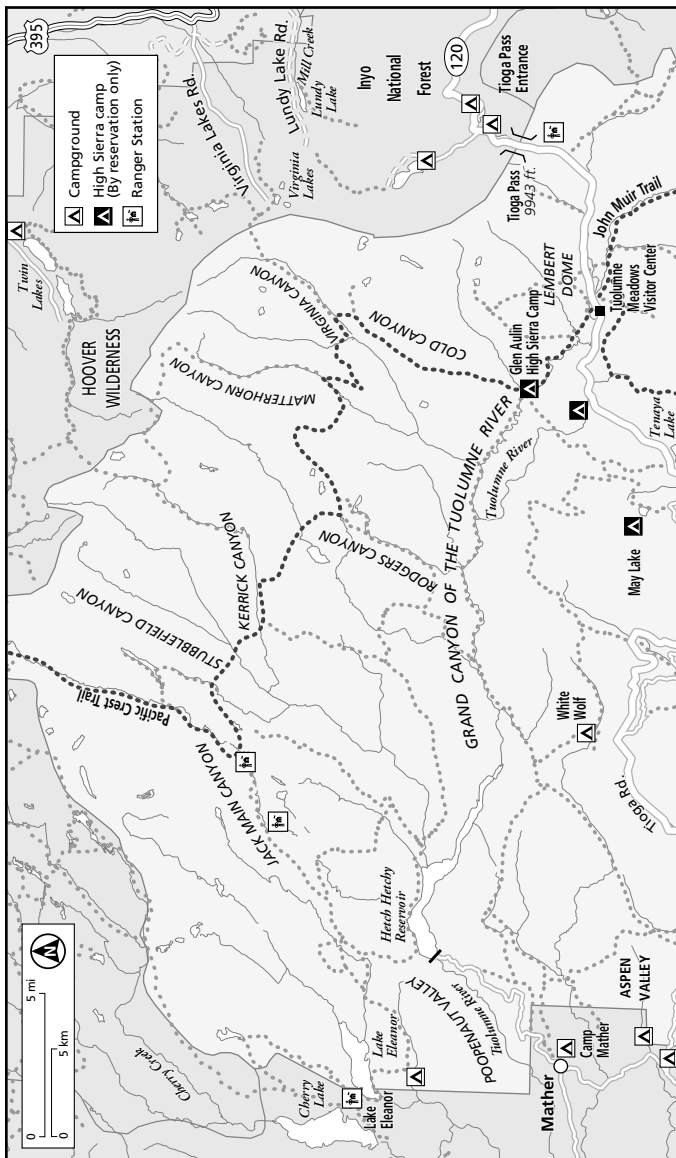 0
5 mi
0
5 km
N
395
Campground
High Sierra camp
(By reservation only)
Ranger Station
Twin
Lakes
Virginia Lakes Rd.
Lundy Lake Rd.
Mill Creek
Lundy
Lake
Virginia
Lakes
HOOVER
WILDERNESS
Inyo
National
Forest
120
Tioga Pass
Entrance
Tioga Pass
9943 ft.
Cherry Creek
Cherry
Lake
Lake
Eleanor
Lake
Eleanor
Pacific Crest Trail
JACK MAIN CANYON
STUBBLEFIELD CANYON
KERRICK CANYON
MATTERHORN CANYON
VIRGINIA CANYON
COLD CANYON
RODGERS CANYON
GRAND CANYON OF THE TUOLUMNE RIVER
Tuolumne River
Glen Aulin
High Sierra Camp
LEMBERT
DOME
John Muir Trail
Tuolumne
Meadows
Visitor Center
Tenaya
Lake
May Lake
White
Wolf
Tioga Rd.
Hetch Hetchy
Reservoir
POOPENAUT VALLEY
Tuolumne River
Mather
Camp
Mather
ASPEN
VALLEY